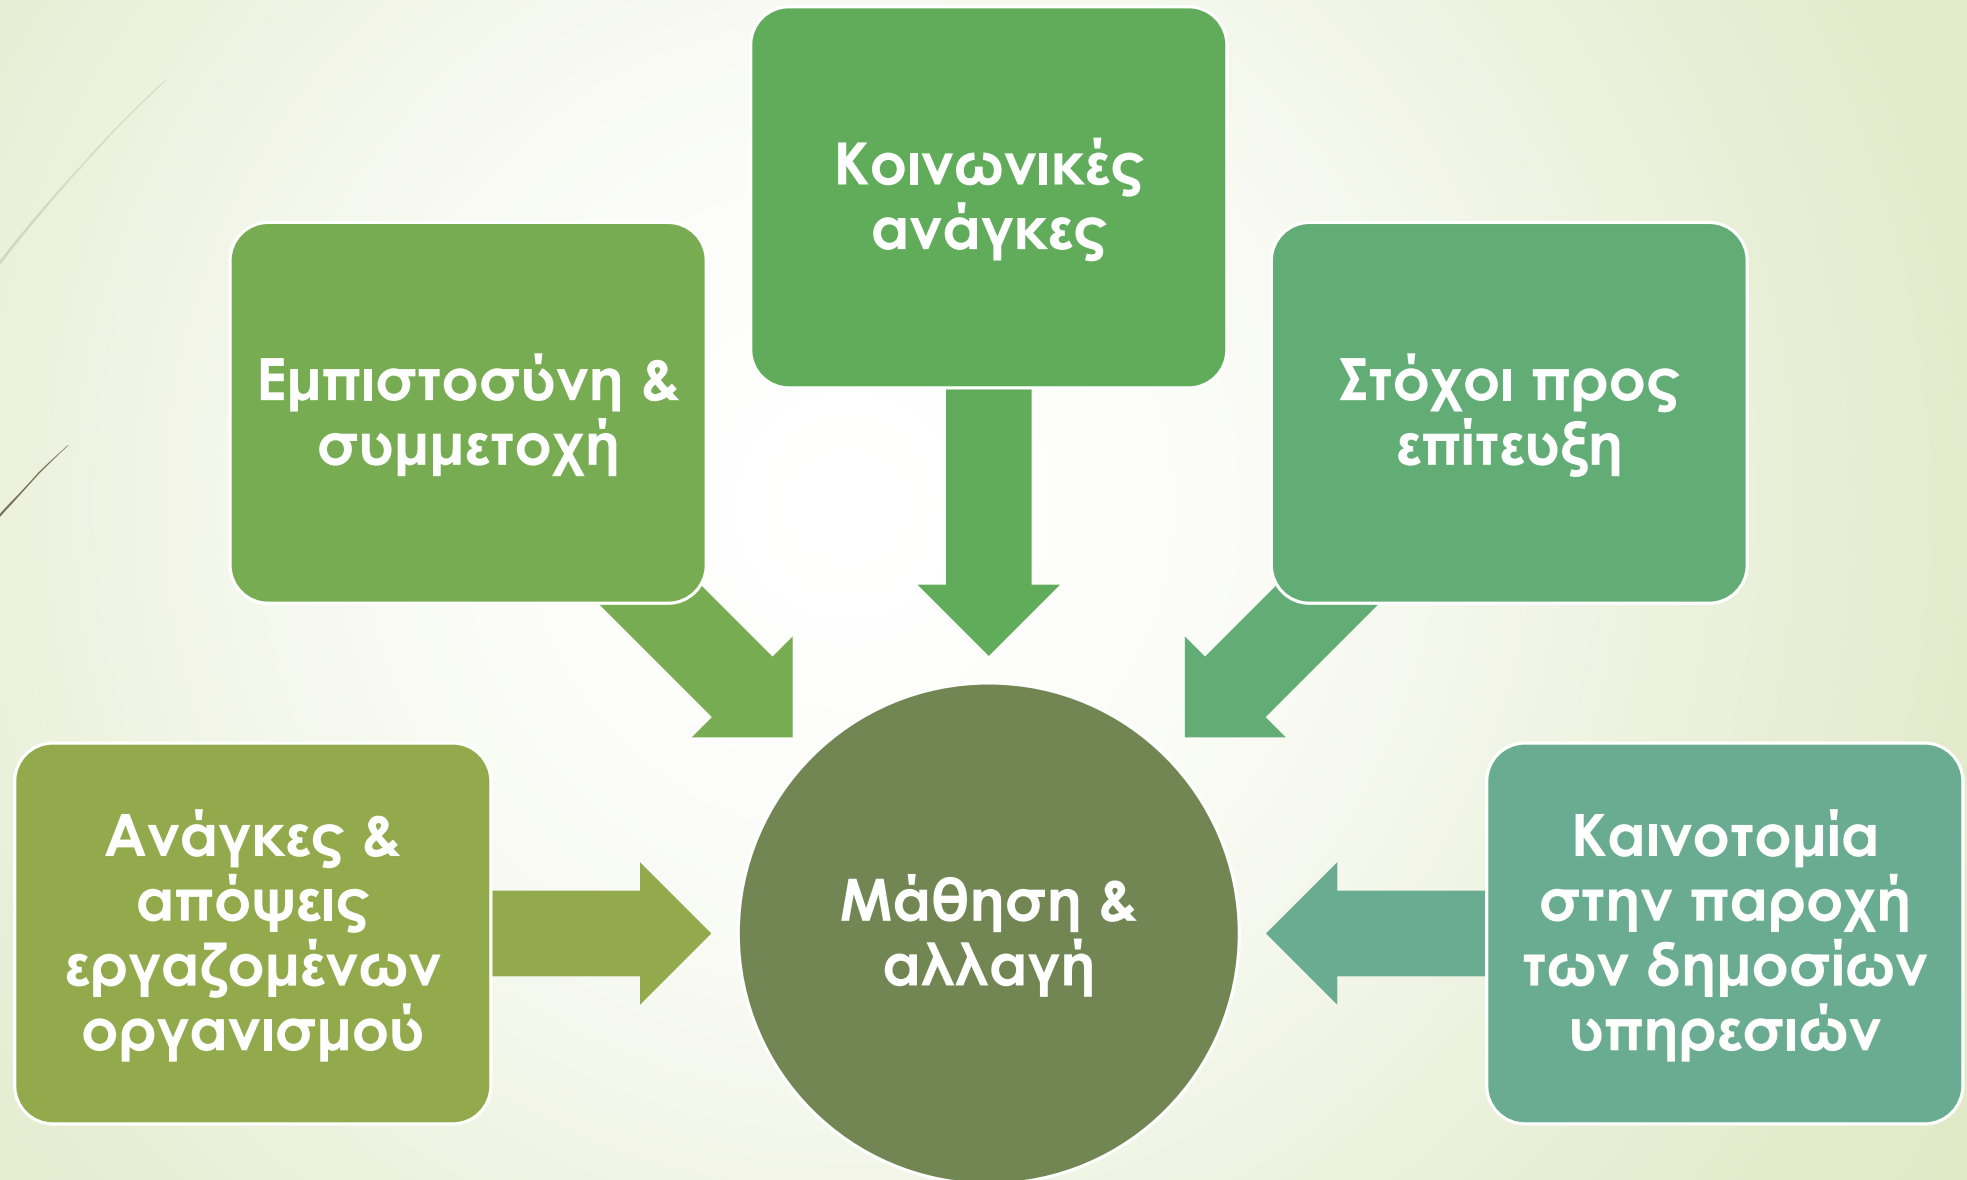 Κοινωνικές
ανάγκες
Εμπιστοσύνη &
συμμετοχή
Στόχοι προς
επίτευξη
Ανάγκες &
απόψεις
εργαζομένων
οργανισμού
Μάθηση &
αλλαγή
Καινοτομία
στην παροχή
των δημοσίων
υπηρεσιών